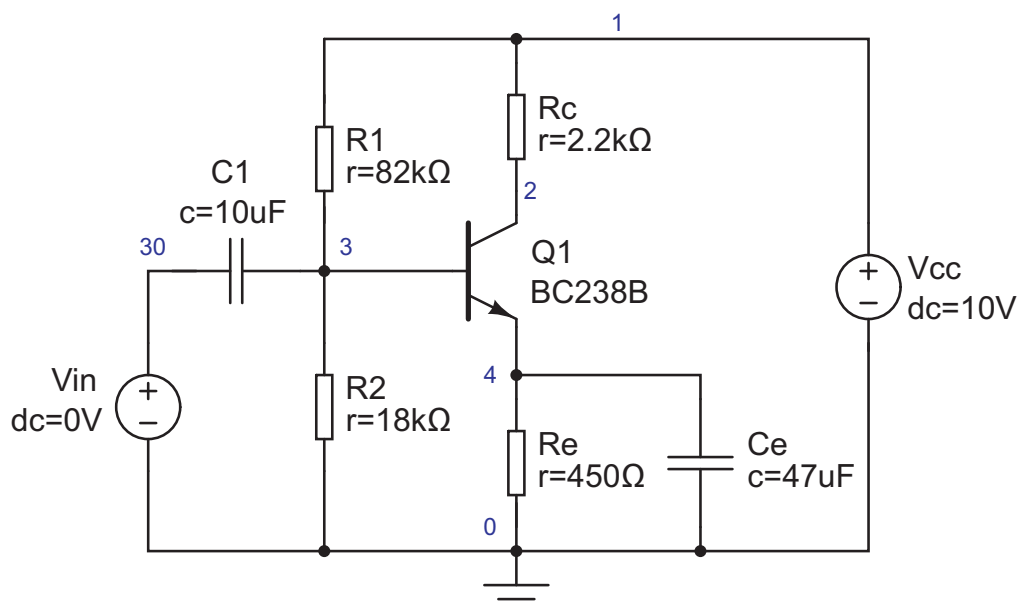 1
Rc
r=2.2kΩ
R1
r=82kΩ
C1
c=10uF
2
30
3
Q1
BC238B
+
−
Vcc
dc=10V
4
Vin
dc=0V
+
−
R2
r=18kΩ
Re
r=450Ω
Ce
c=47uF
0